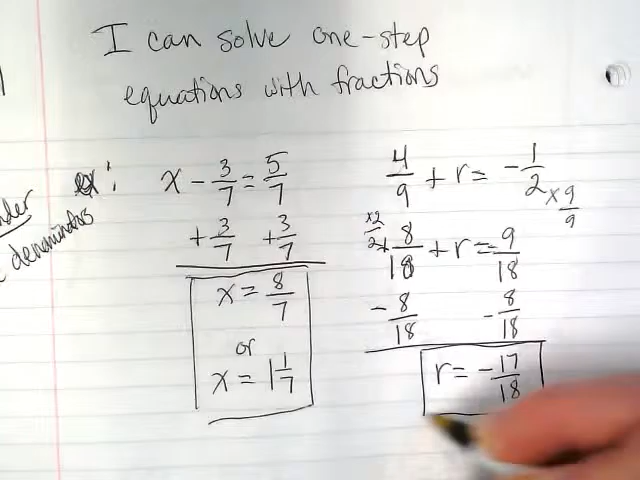 I can solve one-step
equations with fractions
ex:
x - 3/7 = 5/7
+ 3/7 + 3/7
x = 8/7
or
x = 1 1/7
denominators
4/9 + r = - 1/2 x 9/9
x2/2 8/18 + r = - 9/18
- 8/18 - 8/18
r = - 17/18